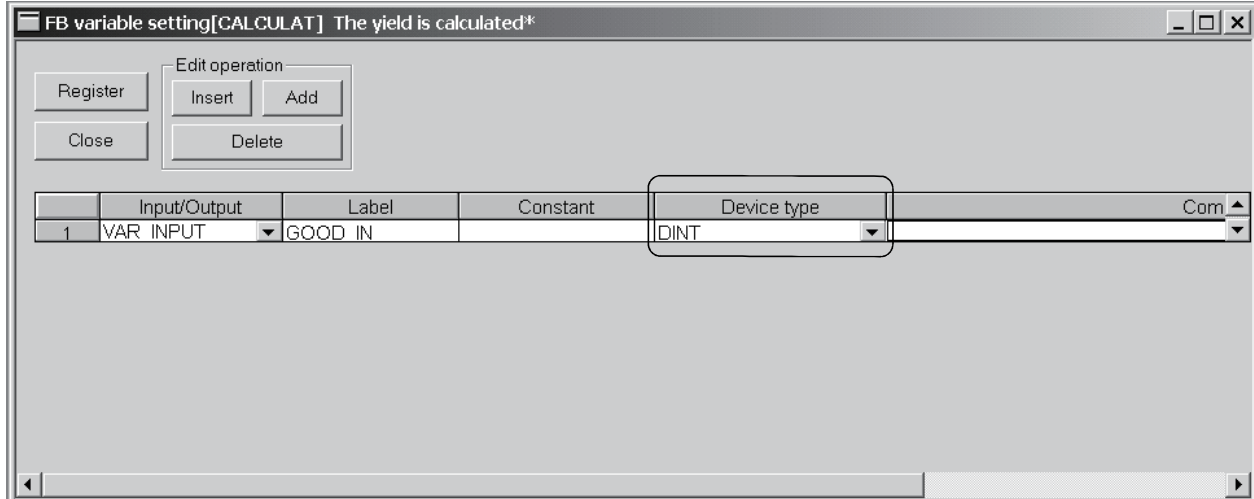 FB variable setting[CALCULAT] The yield is calculated*
Edit operation
Register Insert Add
Close Delete
Input/Output Label Constant Device type Com
1 VAR_INPUT GOOD_IN DINT